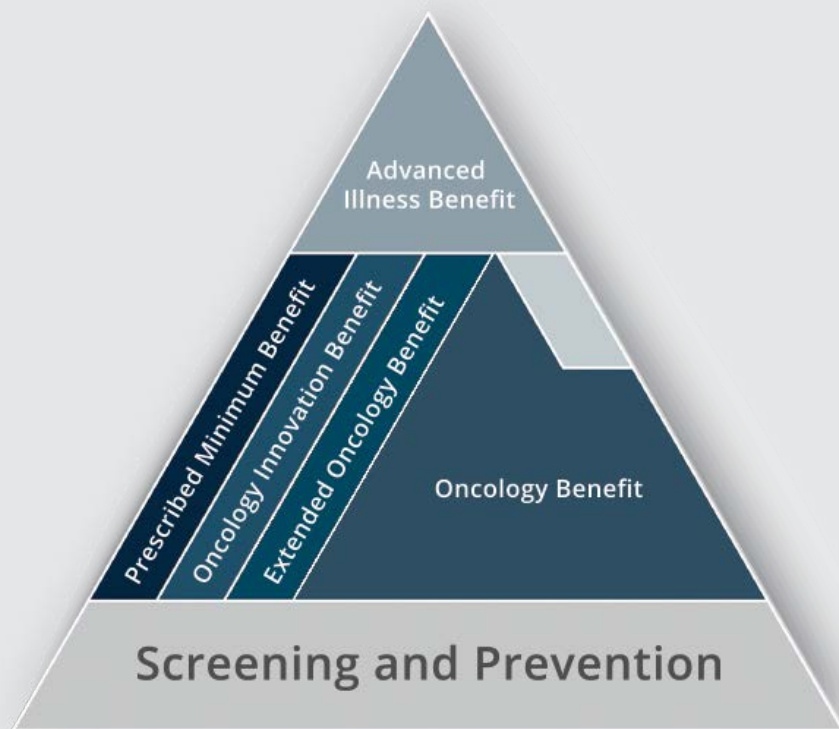 Advanced
Illness Benefit
Prescribed Minimum Benefit
Oncology Innovation Benefit
Extended Oncology Benefit
Oncology Benefit
Screening and Prevention